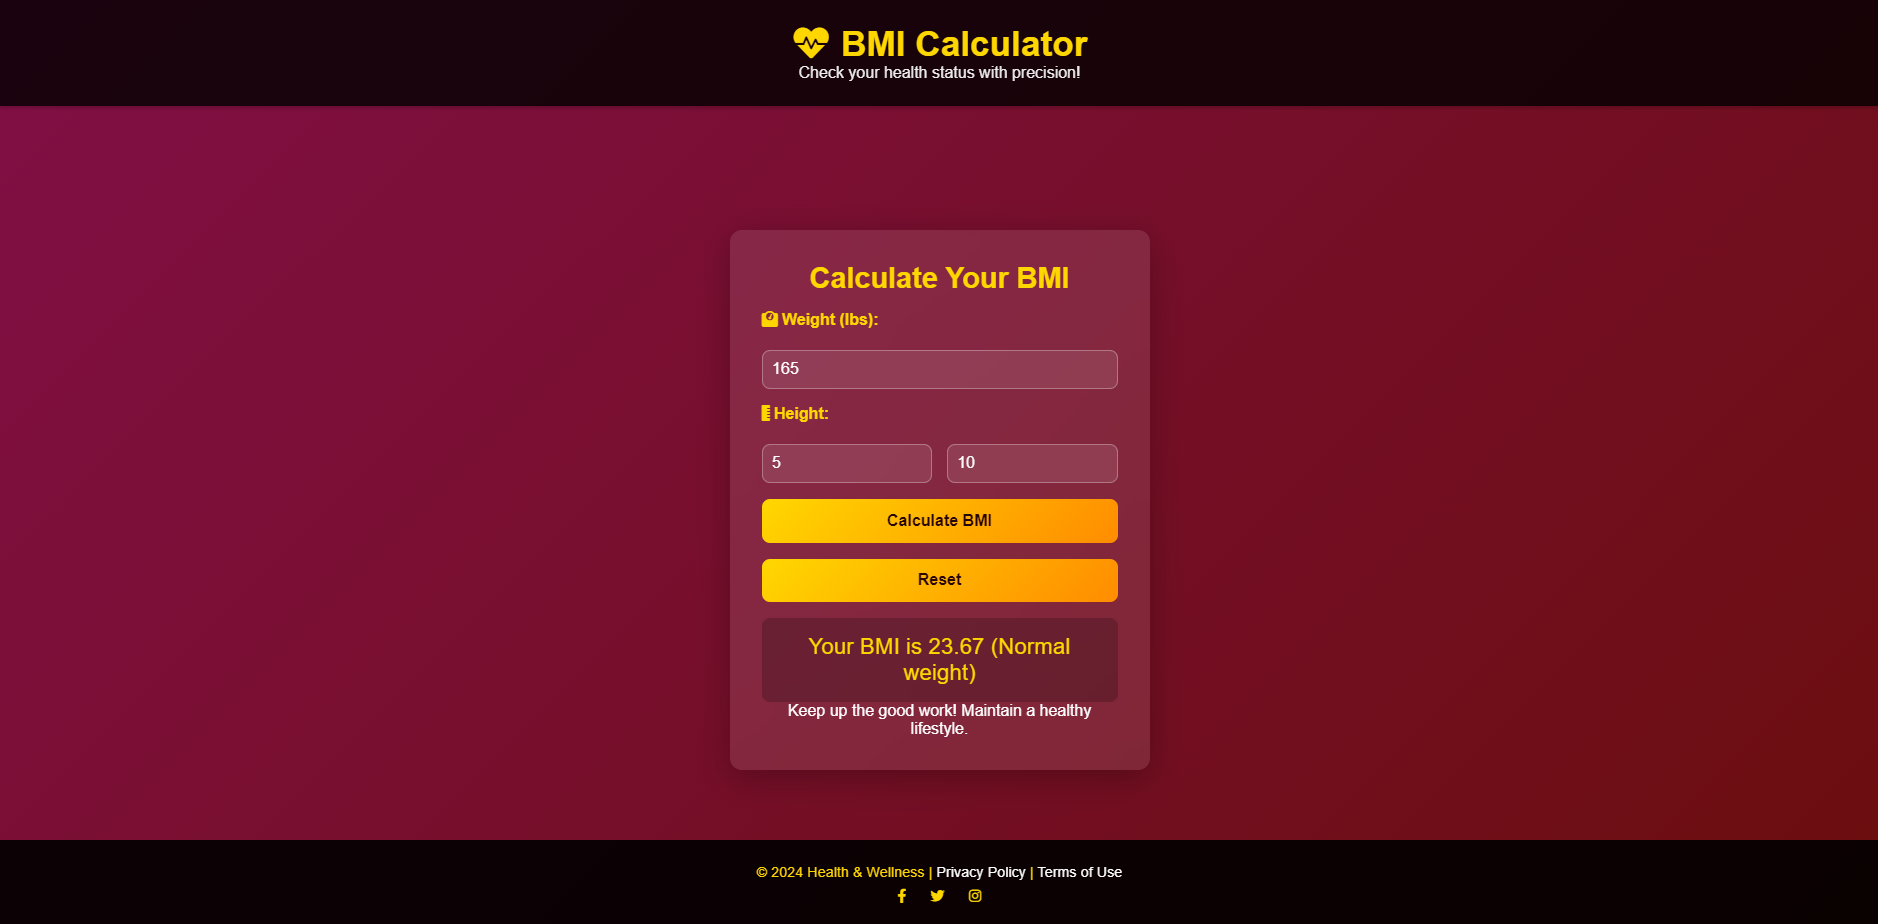 BMI Calculator
Check your health status with precision!
Calculate Your BMI
Weight (lbs):
165
Height:
5
10
Calculate BMI
Reset
Your BMI is 23.67 (Normal
weight)
Keep up the good work! Maintain a healthy
lifestyle.
© 2024 Health & Wellness | Privacy Policy | Terms of Use